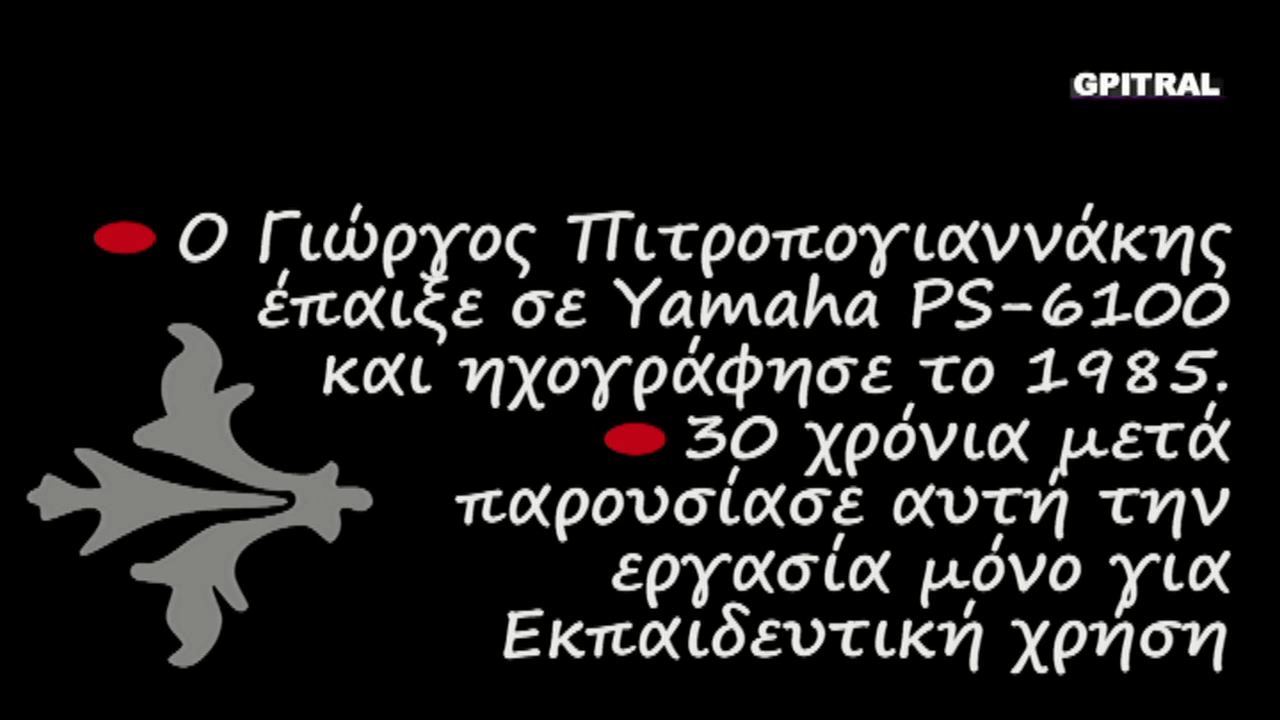 GPITRAL
Ο Γιώργος Πιτροπογιαννάκης
έπαιξε σε Yamaha PS-6100
και ηχογράφησε το 1985.
30 χρόνια μετά
παρουσίασε αυτή την
εργασία μόνο για
Εκπαιδευτική χρήση